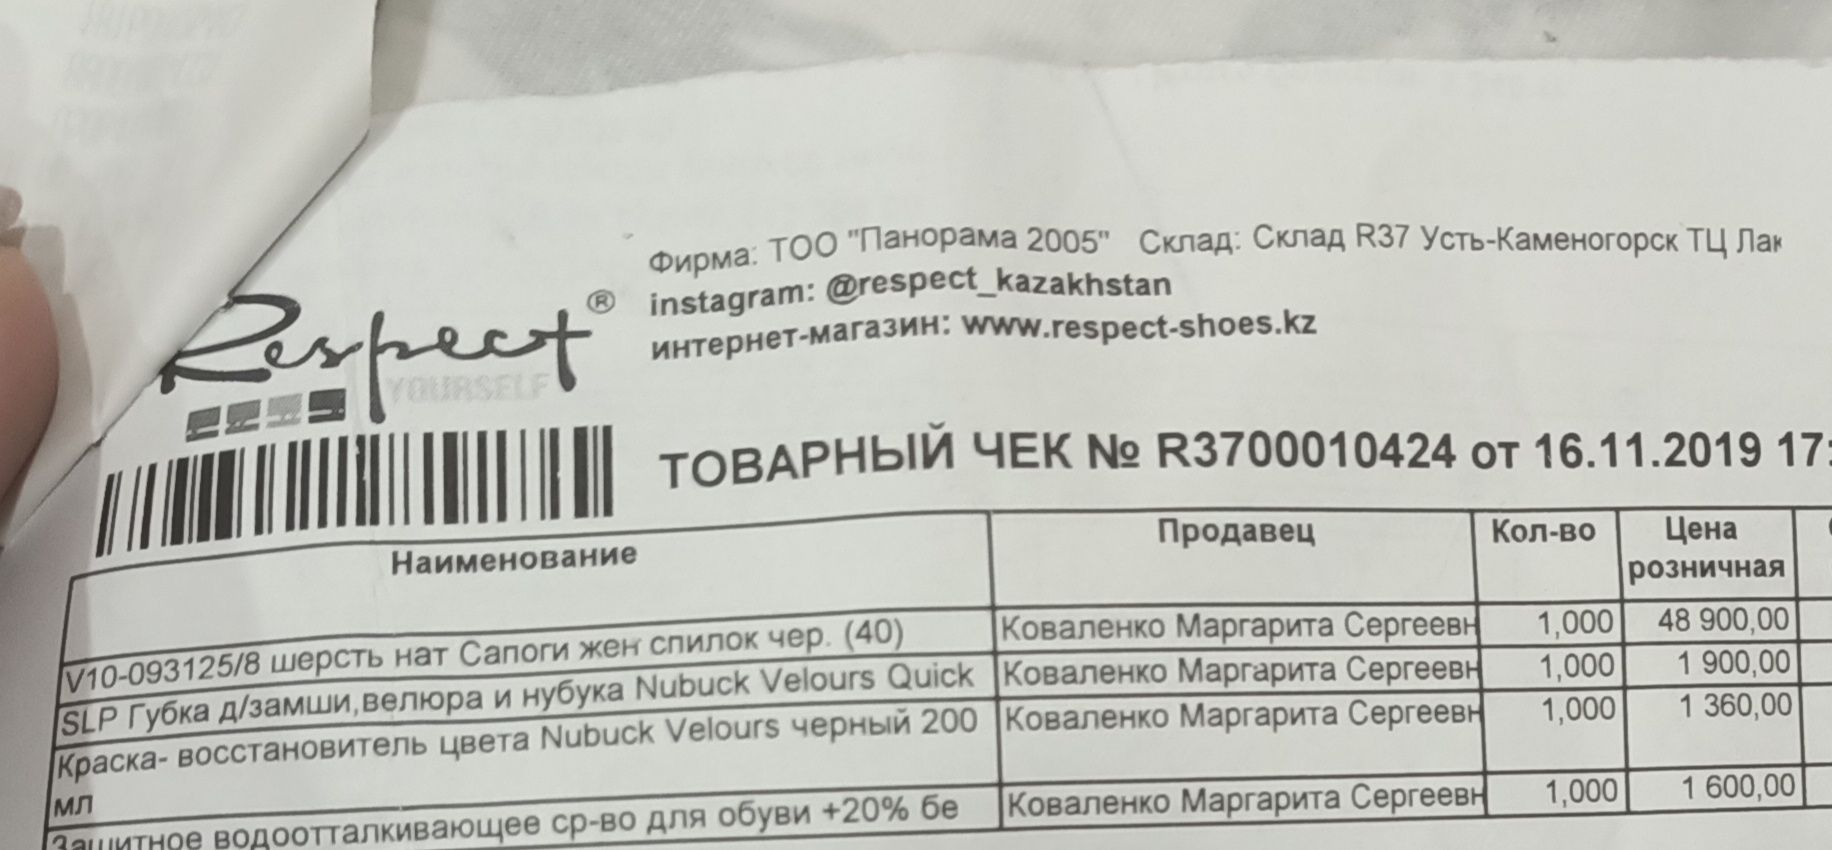 Фирма: ТОО "Панорама 2005" Склад: Склад R37 Усть-Каменогорск ТЦ
instagram: @respect_kazakhstan
интернет-магазин: www.respect-shoes.kz
Respect®
YOURSELF
ТОВАРНЫЙ ЧЕК № R3700010424 от 16.11.2019 17:
Наименование Продавец Кол-во Цена розничная
V10-093125/8 шерсть нат Сапоги жен спилок чер. (40) Коваленко Маргарита Сергеевн 1,000 48 900,00
SLP Губка д/замши,велюра и нубука Nubuck Velours Quick Коваленко Маргарита Сергеевн 1,000 1 900,00
Краска- восстановитель цвета Nubuck Velours черный 200 Коваленко Маргарита Сергеевн 1,000 1 360,00
мл
Защитное водоотталкивающее ср-во для обуви +20% бе Коваленко Маргарита Сергеевн 1,000 1 600,00